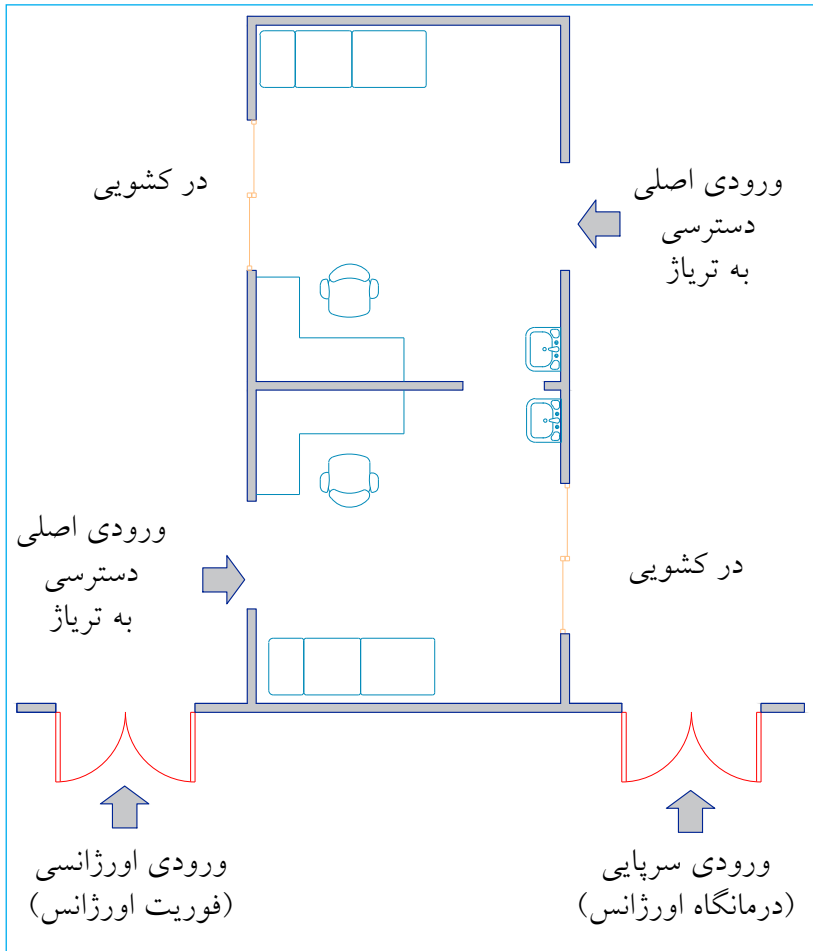 در کشویی
ورودی اصلی
دسترسی
به تریاژ
ورودی اصلی
دسترسی
به تریاژ
در کشویی
ورودی اورژانسی
(فوریت اورژانس)
ورودی سرپایی
(درمانگاه اورژانس)